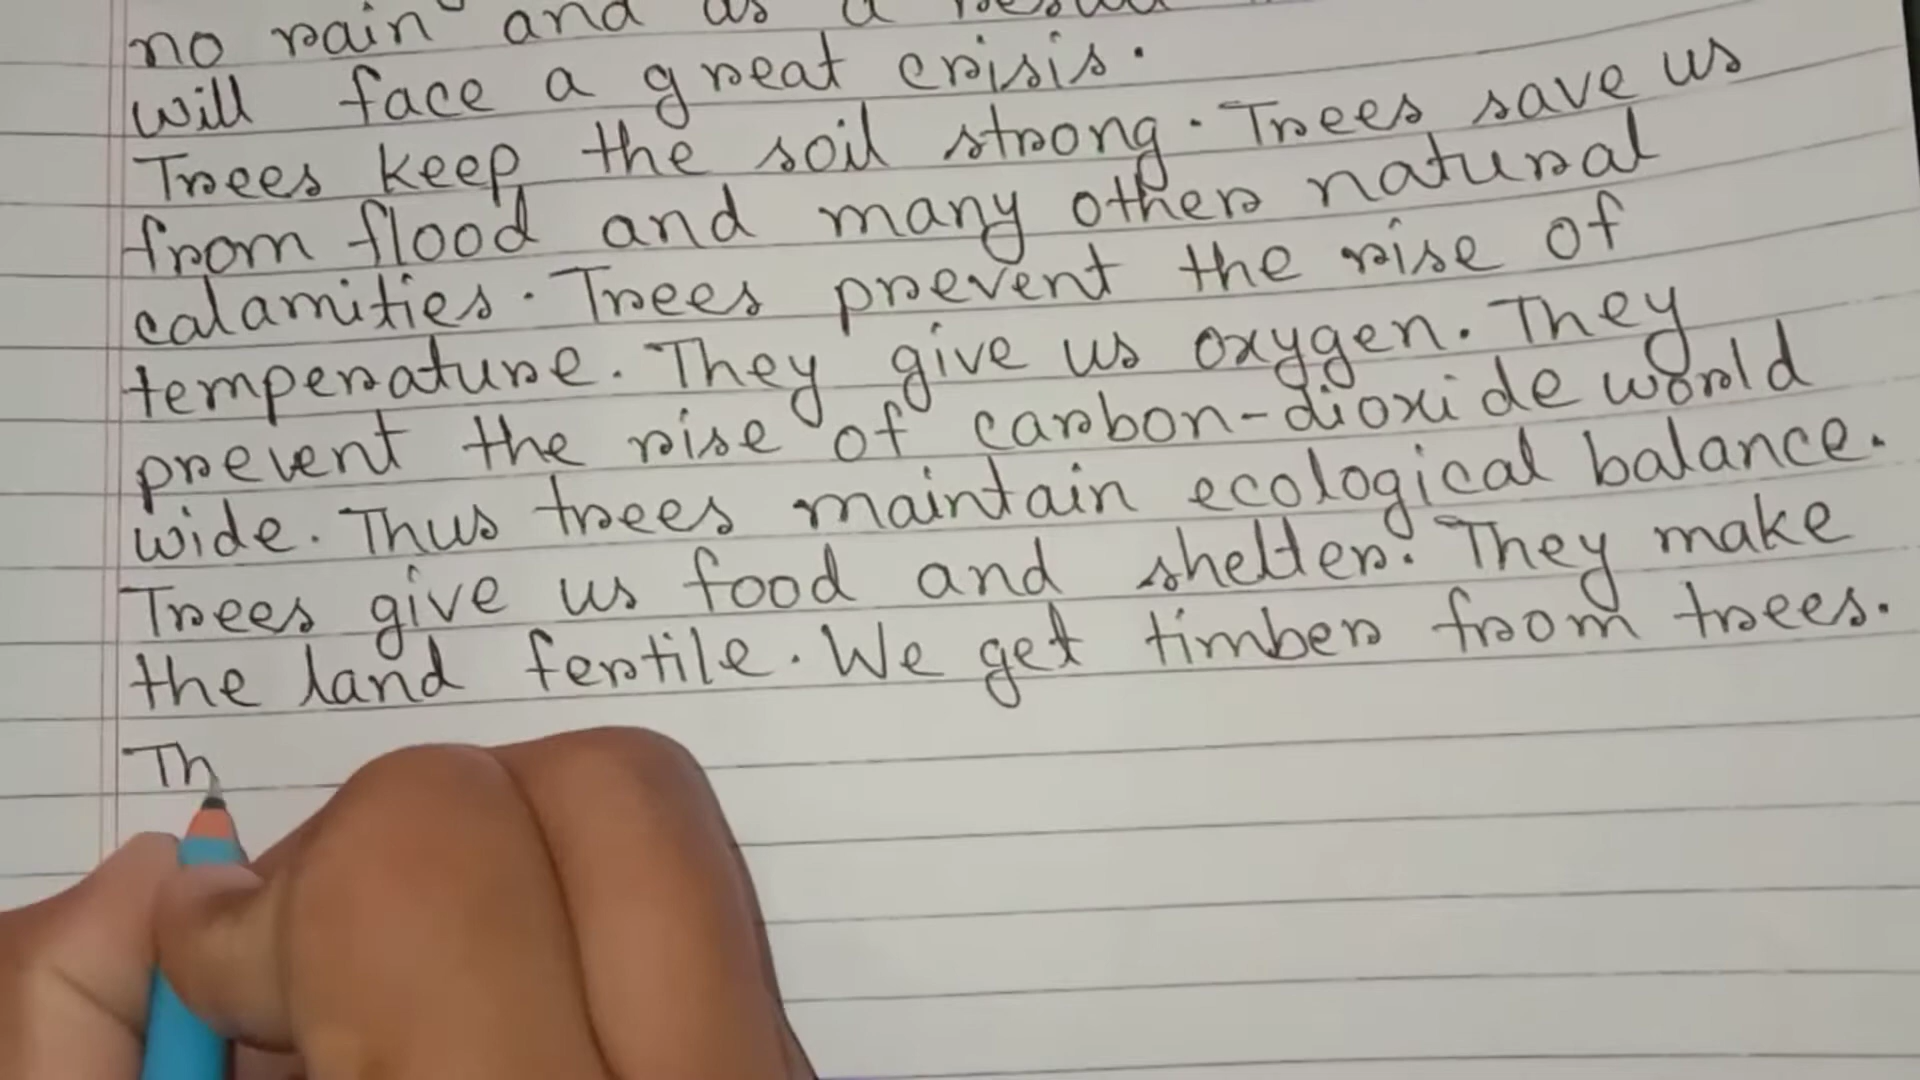 no rain and as a result
will face a great crisis.
Trees keep the soil strong. Trees save us
from flood and many other natural
calamities. Trees prevent the rise of
temperature. They give us oxygen. They
prevent the rise of carbon-dioxide world
wide. Thus trees maintain ecological balance.
Trees give us food and shelter. They make
the land fertile. We get timber from trees.
Th